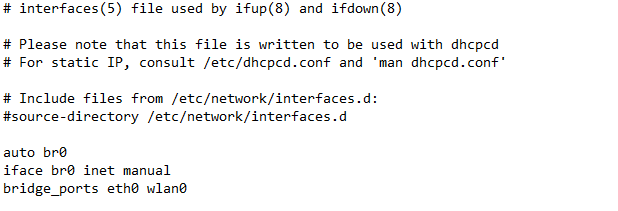 # interfaces(5) file used by ifup(8) and ifdown(8)
# Please note that this file is written to be used with dhcpcd
# For static IP, consult /etc/dhcpcd.conf and 'man dhcpcd.conf'
# Include files from /etc/network/interfaces.d:
#source-directory /etc/network/interfaces.d
auto br0
iface br0 inet manual
bridge_ports eth0 wlan0